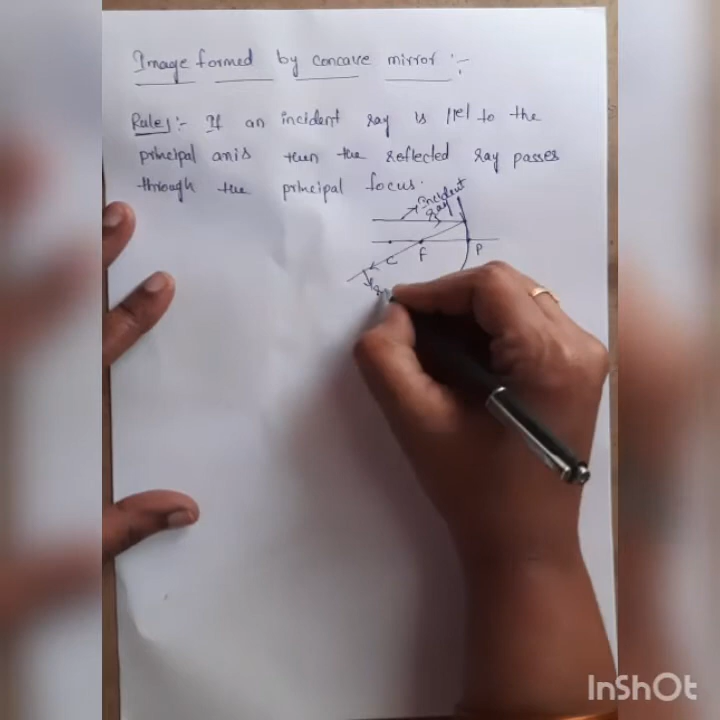 Image formed by concave mirror :-
Rules:- If an incident ray is ||el to the
principal axis then the reflected ray passes
through the principal focus.
Incident
ray
C F P
InShOt